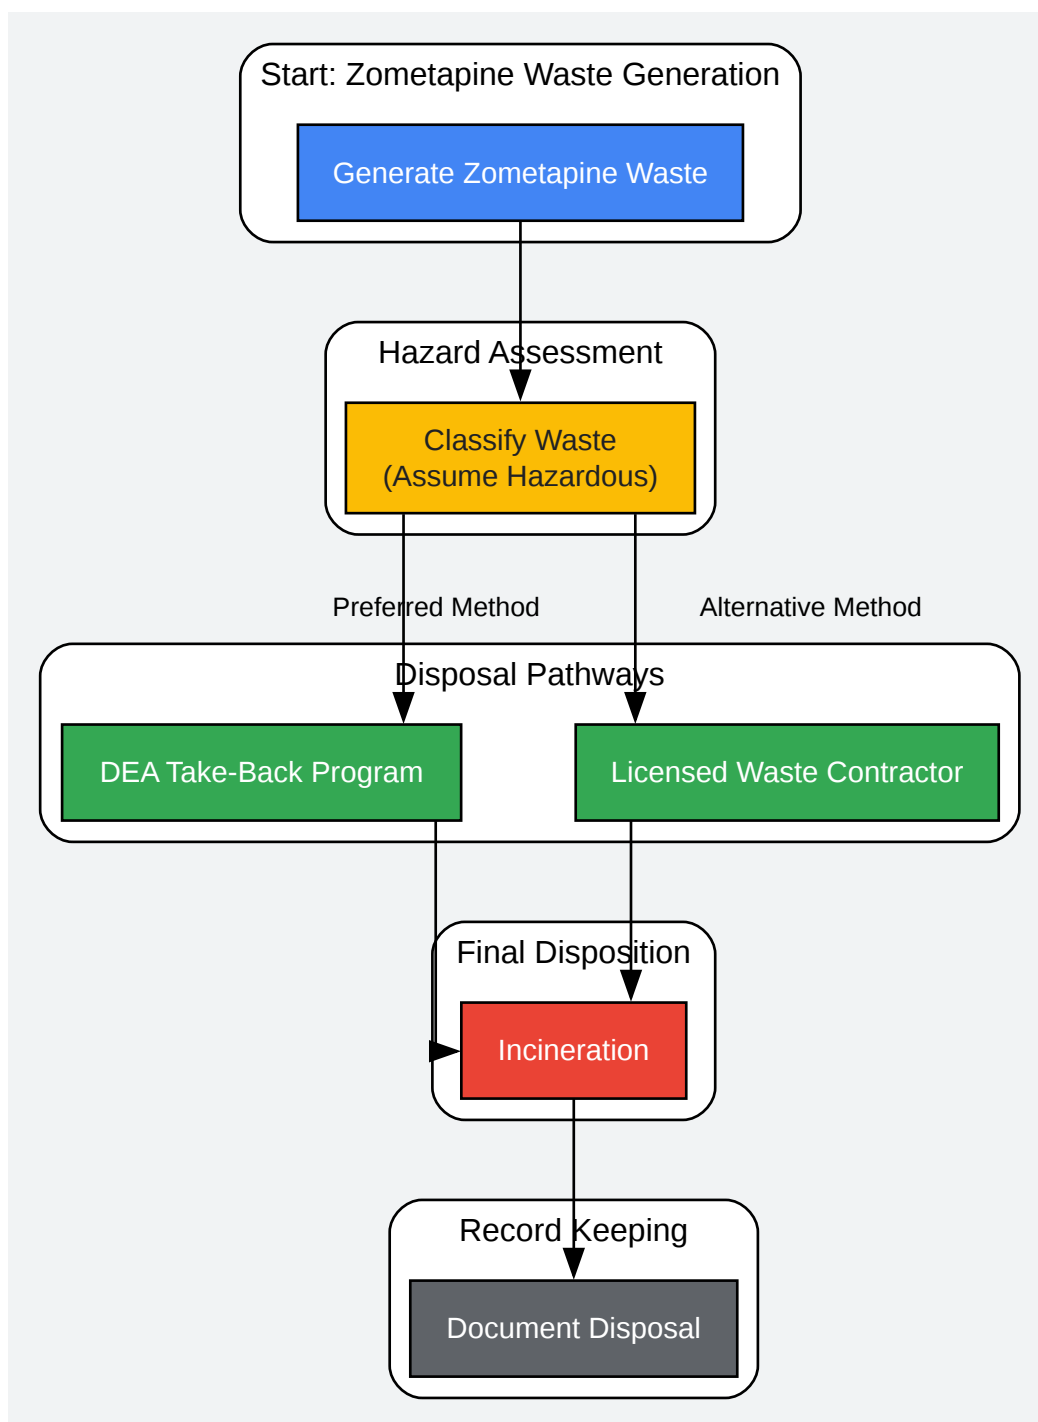 Start: Zometapine Waste Generation
Generate Zometapine Waste
Hazard Assessment
Classify Waste
(Assume Hazardous)
Preferred Method
Alternative Method
Disposal Pathways
DEA Take-Back Program
Licensed Waste Contractor
Final Disposition
Incineration
Record Keeping
Document Disposal